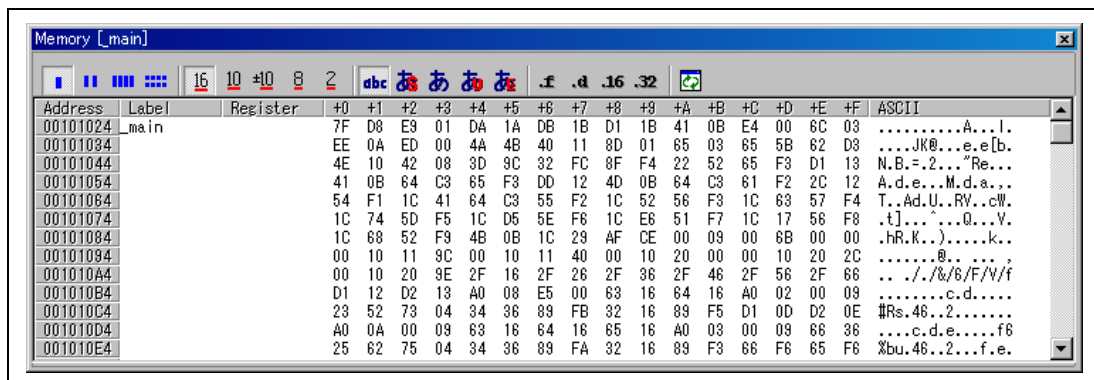 Memory [_main]
16 10 ±10 8 2 abc あS あ あU あE .f .d .16 .32
Address Label Register +0 +1 +2 +3 +4 +5 +6 +7 +8 +9 +A +B +C +D +E +F ASCII
00101024 _main 7F D8 E9 01 DA 1A DB 1B D1 1B 41 0B E4 00 6C 03 ..........A...l.
00101034 EE 0A ED 00 4A 4B 40 11 8D 01 65 03 65 5B 62 D3 ....JK@...e.e[b.
00101044 4E 10 42 08 3D 9C 32 FC 8F F4 22 52 65 F3 D1 13 N.B.=.2..."Re...
00101054 41 0B 64 C3 65 F3 DD 12 4D 0B 64 C3 61 F2 2C 12 A.d.e...M.d.a.,.
00101064 54 F1 1C 41 64 C3 55 F2 1C 52 56 F3 1C 63 57 F4 T..Ad.U..RV..cW.
00101074 1C 74 5D F5 1C D5 5E F6 1C E6 51 F7 1C 17 56 F8 .t]...^...Q...V.
00101084 1C 68 52 F9 4B 0B 1C 29 AF CE 00 09 00 6B 00 00 .hR.K..).....k..
00101094 00 10 11 9C 00 10 11 40 00 10 20 00 00 10 20 2C .......@.. ... ,
001010A4 00 10 20 9E 2F 16 2F 26 2F 36 2F 46 2F 56 2F 66 .. ././&/6/F/V/f
001010B4 D1 12 D2 13 A0 08 E5 00 63 16 64 16 A0 02 00 09 ........c.d.....
001010C4 23 52 73 04 34 36 89 FB 32 16 89 F5 D1 0D D2 0E #Rs.46..2.......
001010D4 A0 0A 00 09 63 16 64 16 65 16 A0 03 00 09 66 36 ....c.d.e.....f6
001010E4 25 62 75 04 34 36 89 FA 32 16 89 F3 66 F6 65 F6 %bu.46..2...f.e.